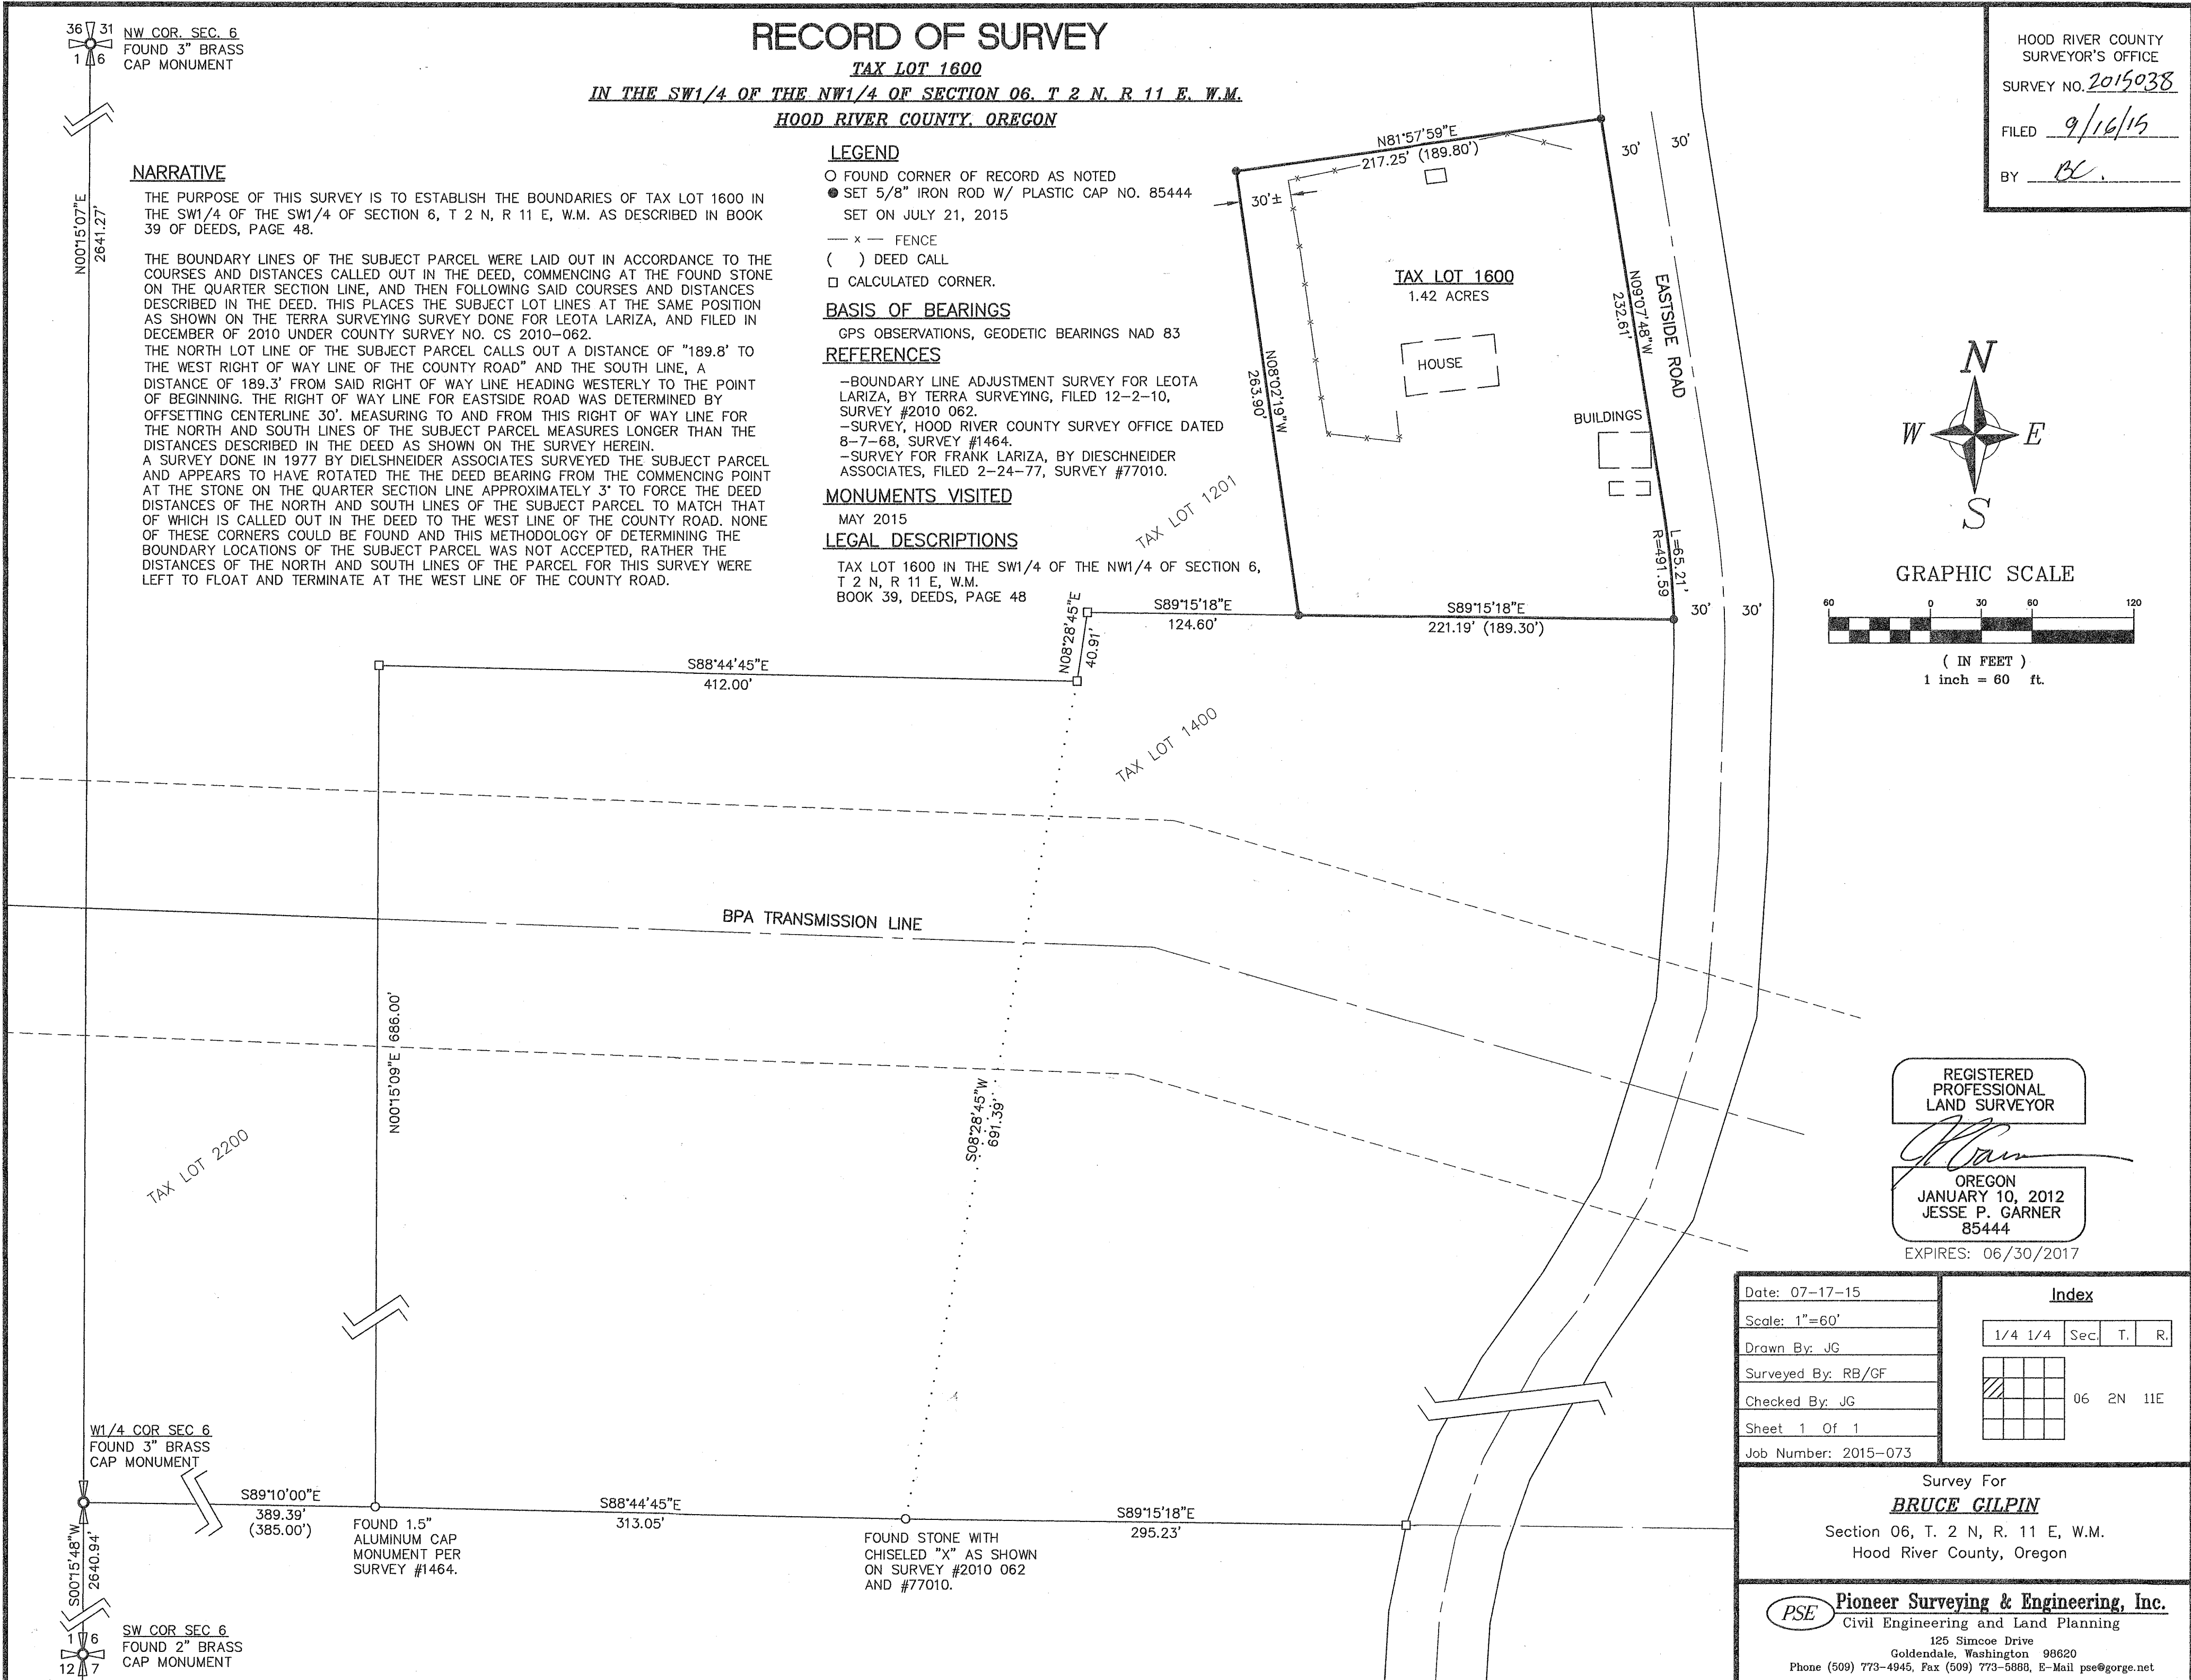 RECORD OF SURVEY
TAX LOT 1600
IN THE SW1/4 OF THE NW1/4 OF SECTION 06, T 2 N, R 11 E, W.M.
HOOD RIVER COUNTY, OREGON
HOOD RIVER COUNTY
SURVEYOR'S OFFICE
SURVEY NO. 2015038
FILED 9/16/15
BY BC.
36 31
1 6
NW COR. SEC. 6
FOUND 3" BRASS
CAP MONUMENT
N00°15'07"E
2641.27'
NARRATIVE
THE PURPOSE OF THIS SURVEY IS TO ESTABLISH THE BOUNDARIES OF TAX LOT 1600 IN
THE SW1/4 OF THE SW1/4 OF SECTION 6, T 2 N, R 11 E, W.M. AS DESCRIBED IN BOOK
39 OF DEEDS, PAGE 48.
THE BOUNDARY LINES OF THE SUBJECT PARCEL WERE LAID OUT IN ACCORDANCE TO THE
COURSES AND DISTANCES CALLED OUT IN THE DEED, COMMENCING AT THE FOUND STONE
ON THE QUARTER SECTION LINE, AND THEN FOLLOWING SAID COURSES AND DISTANCES
DESCRIBED IN THE DEED. THIS PLACES THE SUBJECT LOT LINES AT THE SAME POSITION
AS SHOWN ON THE TERRA SURVEYING SURVEY DONE FOR LEOTA LARIZA, AND FILED IN
DECEMBER OF 2010 UNDER COUNTY SURVEY NO. CS 2010-062.
THE NORTH LOT LINE OF THE SUBJECT PARCEL CALLS OUT A DISTANCE OF "189.8' TO
THE WEST RIGHT OF WAY LINE OF THE COUNTY ROAD" AND THE SOUTH LINE, A
DISTANCE OF 189.3' FROM SAID RIGHT OF WAY LINE HEADING WESTERLY TO THE POINT
OF BEGINNING. THE RIGHT OF WAY LINE FOR EASTSIDE ROAD WAS DETERMINED BY
OFFSETTING CENTERLINE 30'. MEASURING TO AND FROM THIS RIGHT OF WAY LINE FOR
THE NORTH AND SOUTH LINES OF THE SUBJECT PARCEL MEASURES LONGER THAN THE
DISTANCES DESCRIBED IN THE DEED AS SHOWN ON THE SURVEY HEREIN.
A SURVEY DONE IN 1977 BY DIELSHNEIDER ASSOCIATES SURVEYED THE SUBJECT PARCEL
AND APPEARS TO HAVE ROTATED THE THE DEED BEARING FROM THE COMMENCING POINT
AT THE STONE ON THE QUARTER SECTION LINE APPROXIMATELY 3° TO FORCE THE DEED
DISTANCES OF THE NORTH AND SOUTH LINES OF THE SUBJECT PARCEL TO MATCH THAT
OF WHICH IS CALLED OUT IN THE DEED TO THE WEST LINE OF THE COUNTY ROAD. NONE
OF THESE CORNERS COULD BE FOUND AND THIS METHODOLOGY OF DETERMINING THE
BOUNDARY LOCATIONS OF THE SUBJECT PARCEL WAS NOT ACCEPTED, RATHER THE
DISTANCES OF THE NORTH AND SOUTH LINES OF THE PARCEL FOR THIS SURVEY WERE
LEFT TO FLOAT AND TERMINATE AT THE WEST LINE OF THE COUNTY ROAD.
LEGEND
FOUND CORNER OF RECORD AS NOTED
SET 5/8" IRON ROD W/ PLASTIC CAP NO. 85444
SET ON JULY 21, 2015
— x — FENCE
( ) DEED CALL
CALCULATED CORNER.
BASIS OF BEARINGS
GPS OBSERVATIONS, GEODETIC BEARINGS NAD 83
REFERENCES
-BOUNDARY LINE ADJUSTMENT SURVEY FOR LEOTA
LARIZA, BY TERRA SURVEYING, FILED 12-2-10,
SURVEY #2010 062.
-SURVEY, HOOD RIVER COUNTY SURVEY OFFICE DATED
8-7-68, SURVEY #1464.
-SURVEY FOR FRANK LARIZA, BY DIESCHNEIDER
ASSOCIATES, FILED 2-24-77, SURVEY #77010.
MONUMENTS VISITED
MAY 2015
LEGAL DESCRIPTIONS
TAX LOT 1600 IN THE SW1/4 OF THE NW1/4 OF SECTION 6,
T 2 N, R 11 E, W.M.
BOOK 39, DEEDS, PAGE 48
N81°57'59"E
217.25' (189.80')
30'±
30' 30'
TAX LOT 1600
1.42 ACRES
HOUSE
BUILDINGS
N08°02'19"W
263.90'
N09°07'48"W
232.61'
EASTSIDE ROAD
L=65.21'
R=491.59
30' 30'
TAX LOT 1201
N08°28'45"E
40.91'
S89°15'18"E
124.60'
S89°15'18"E
221.19' (189.30')
S88°44'45"E
412.00'
TAX LOT 1400
N
W E
S
GRAPHIC SCALE
60 0 30 60 120
( IN FEET )
1 inch = 60 ft.
BPA TRANSMISSION LINE
N00°15'09"E 686.00'
S08°28'45"W
691.39'
TAX LOT 2200
REGISTERED
PROFESSIONAL
LAND SURVEYOR
OREGON
JANUARY 10, 2012
JESSE P. GARNER
85444
EXPIRES: 06/30/2017
W1/4 COR SEC 6
FOUND 3" BRASS
CAP MONUMENT
S89°10'00"E
389.39'
(385.00')
FOUND 1.5"
ALUMINUM CAP
MONUMENT PER
SURVEY #1464.
S88°44'45"E
313.05'
FOUND STONE WITH
CHISELED "X" AS SHOWN
ON SURVEY #2010 062
AND #77010.
S89°15'18"E
295.23'
S00°15'48"W
2640.94'
1 6
12 7
SW COR SEC 6
FOUND 2" BRASS
CAP MONUMENT
Date: 07-17-15
Scale: 1"=60'
Drawn By: JG
Surveyed By: RB/GF
Checked By: JG
Sheet 1 Of 1
Job Number: 2015-073
Index
1/4 1/4 Sec. T. R.
06 2N 11E
Survey For
BRUCE GILPIN
Section 06, T. 2 N, R. 11 E, W.M.
Hood River County, Oregon
PSE
Pioneer Surveying & Engineering, Inc.
Civil Engineering and Land Planning
125 Simcoe Drive
Goldendale, Washington 98620
Phone (509) 773-4945, Fax (509) 773-5888, E-Mail pse@gorge.net